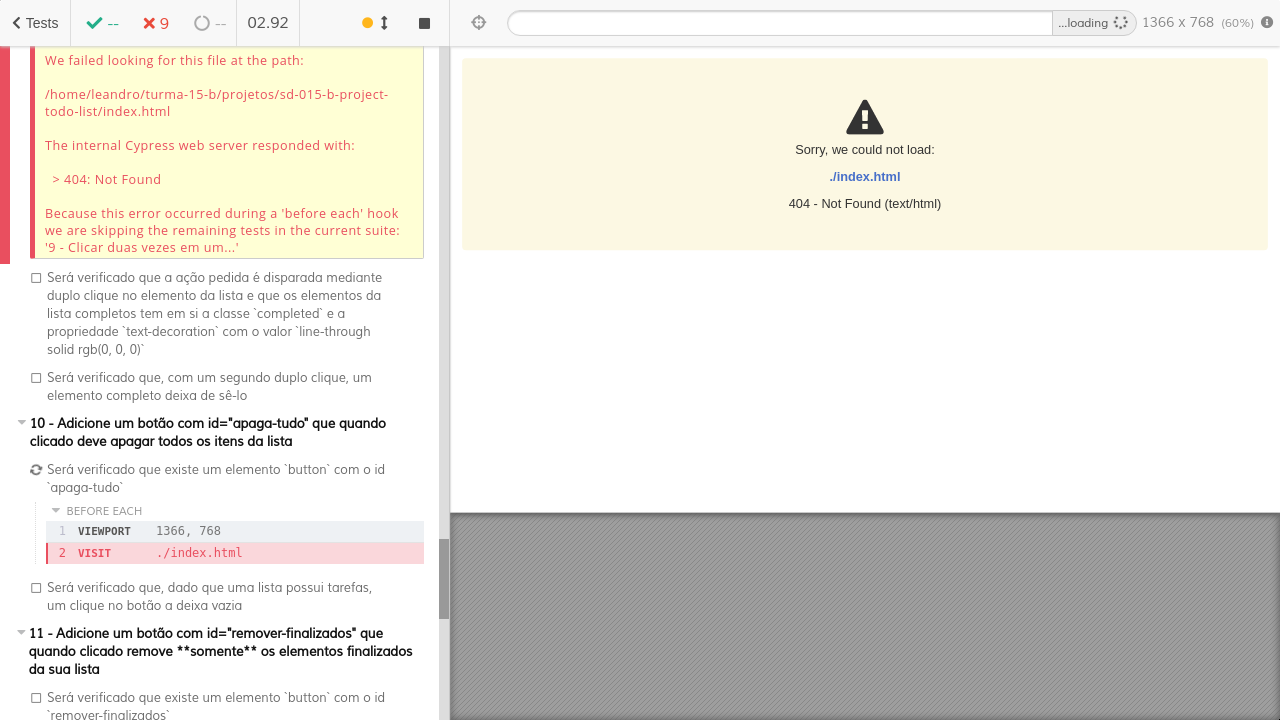 Tests
--
9
--
02.92
...loading
1366 x 768 (60%)
We failed looking for this file at the path:
/home/leandro/turma-15-b/projetos/sd-015-b-project-
todo-list/index.html
The internal Cypress web server responded with:
> 404: Not Found
Because this error occurred during a 'before each' hook
we are skipping the remaining tests in the current suite:
'9 - Clicar duas vezes em um...'
Será verificado que a ação pedida é disparada mediante
duplo clique no elemento da lista e que os elementos da
lista completos tem em si a classe `completed` e a
propriedade `text-decoration` com o valor `line-through
solid rgb(0, 0, 0)`
Será verificado que, com um segundo duplo clique, um
elemento completo deixa de sê-lo
10 - Adicione um botão com id="apaga-tudo" que quando
clicado deve apagar todos os itens da lista
Será verificado que existe um elemento `button` com o id
`apaga-tudo`
BEFORE EACH
1 VIEWPORT 1366, 768
2 VISIT ./index.html
Será verificado que, dado que uma lista possui tarefas,
um clique no botão a deixa vazia
11 - Adicione um botão com id="remover-finalizados" que
quando clicado remove **somente** os elementos finalizados
da sua lista
Será verificado que existe um elemento `button` com o id
`remover-finalizados`
Sorry, we could not load:
./index.html
404 - Not Found (text/html)